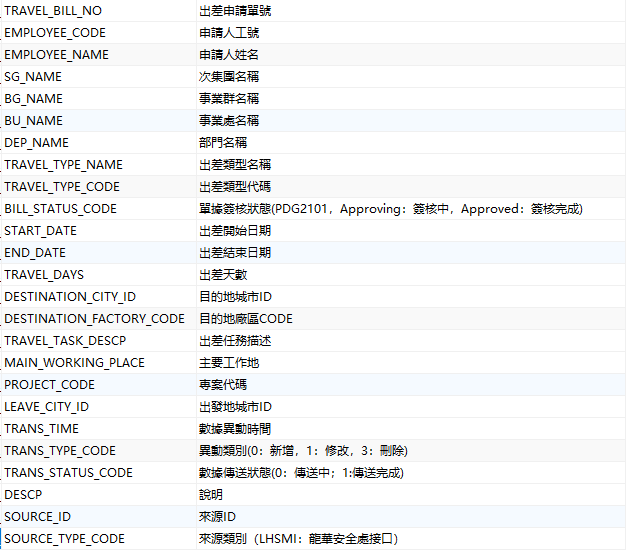 TRAVEL_BILL_NO 出差申請單號
EMPLOYEE_CODE 申請人工號
EMPLOYEE_NAME 申請人姓名
SG_NAME 次集團名稱
BG_NAME 事業群名稱
BU_NAME 事業處名稱
DEP_NAME 部門名稱
TRAVEL_TYPE_NAME 出差類型名稱
TRAVEL_TYPE_CODE 出差類型代碼
BILL_STATUS_CODE 單據簽核狀態(PDG2101，Approving：簽核中，Approved：簽核完成)
START_DATE 出差開始日期
END_DATE 出差結束日期
TRAVEL_DAYS 出差天數
DESTINATION_CITY_ID 目的地城市ID
DESTINATION_FACTORY_CODE 目的地廠區CODE
TRAVEL_TASK_DESCP 出差任務描述
MAIN_WORKING_PLACE 主要工作地
PROJECT_CODE 專案代碼
LEAVE_CITY_ID 出發地城市ID
TRANS_TIME 數據異動時間
TRANS_TYPE_CODE 異動類別(0：新增，1：修改，3：刪除)
TRANS_STATUS_CODE 數據傳送狀態(0：傳送中；1:傳送完成)
DESCP 說明
SOURCE_ID 來源ID
SOURCE_TYPE_CODE 來源類別（LHSMI：龍華安全處接口）